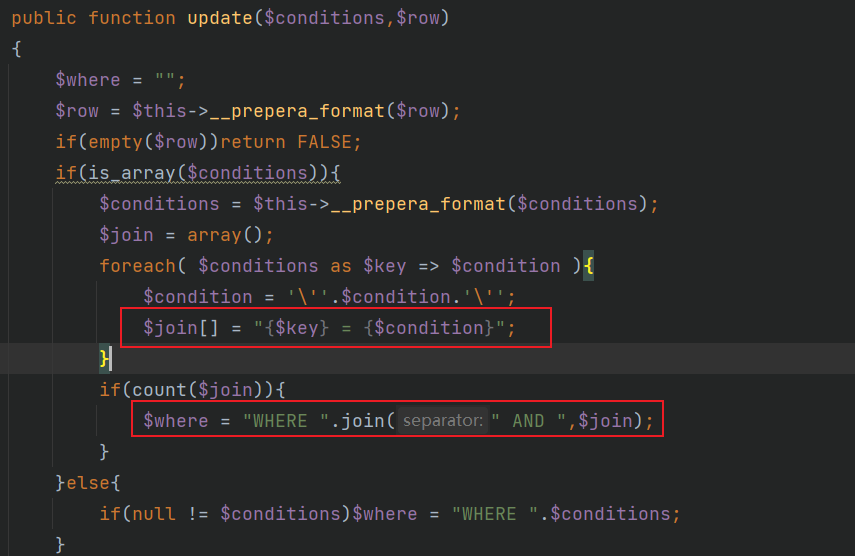 public function update($conditions,$row)
{
    $where = "";
    $row = $this->__prepera_format($row);
    if(empty($row))return FALSE;
    if(is_array($conditions)){
        $conditions = $this->__prepera_format($conditions);
        $join = array();
        foreach( $conditions as $key => $condition ){
            $condition = '\''.$condition.'\'';
            $join[] = "{$key} = {$condition}";
        }
        if(count($join)){
            $where = "WHERE ".join( separator: " AND ",$join);
        }
    }else{
        if(null != $conditions)$where = "WHERE ".$conditions;
    }